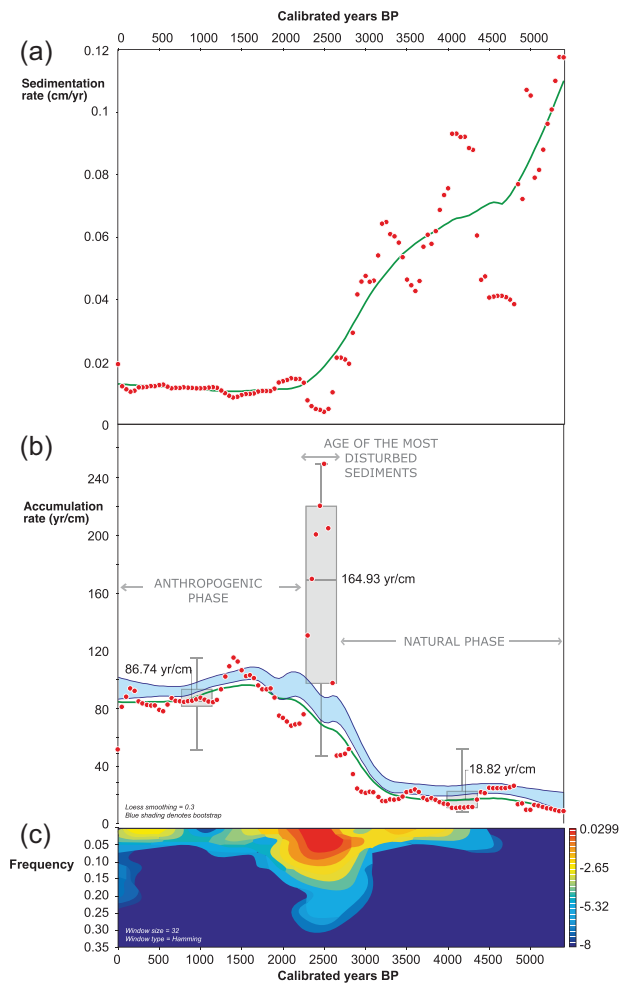 Calibrated years BP
(a)
0 500 1000 1500 2000 2500 3000 3500 4000 4500 5000
0.12
Sedimentation
rate (cm/yr)
0.1
0.08
0.06
0.04
0.02
0
(b)
AGE OF THE MOST
DISTURBED
SEDIMENTS
240
Accumulation
rate (yr/cm)
200
ANTHROPOGENIC
PHASE
164.93 yr/cm
160
NATURAL PHASE
120
86.74 yr/cm
80
40
18.82 yr/cm
Loess smoothing = 0.3
Blue shading denotes bootstrap
0
(c)
Frequency
0.05
0.10
0.15
0.20
0.25
0.30
0.35
0.0299
-2.65
-5.32
-8
Window size = 32
Window type = Hamming
0 500 1000 1500 2000 2500 3000 3500 4000 4500 5000
Calibrated years BP